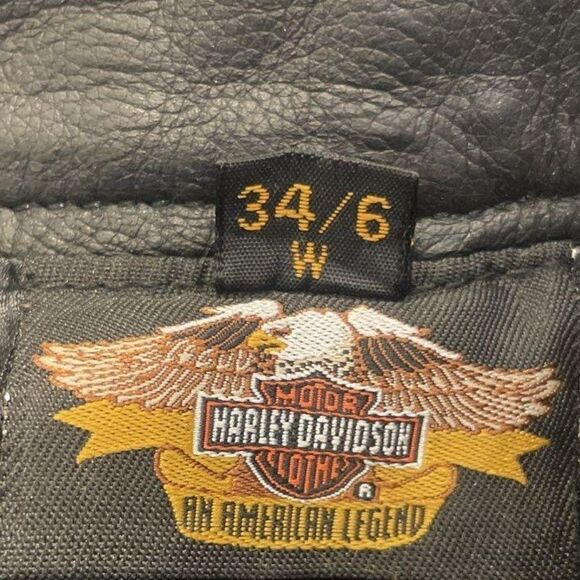 34/6
W
MOTOR
HARLEY DAVIDSON
CLOTHES
®
AN AMERICAN LEGEND